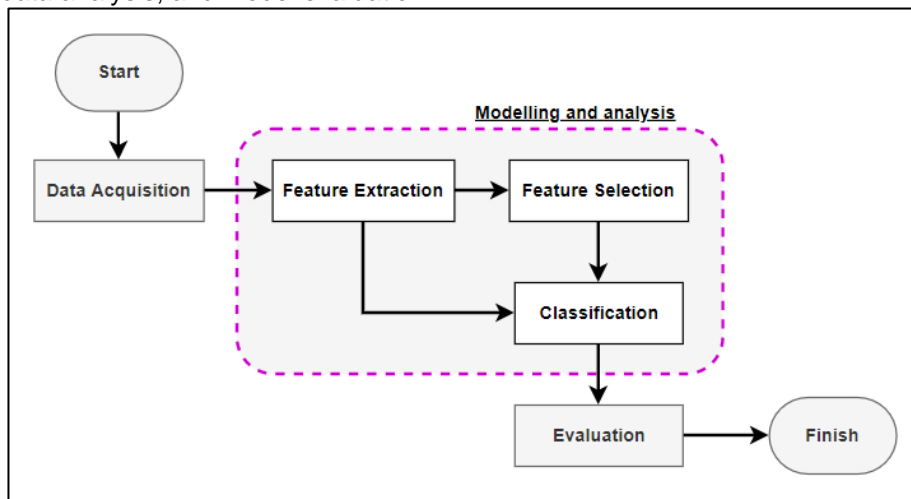 Start
Modelling and analysis
Data Acquisition
Feature Extraction
Feature Selection
Classification
Evaluation
Finish